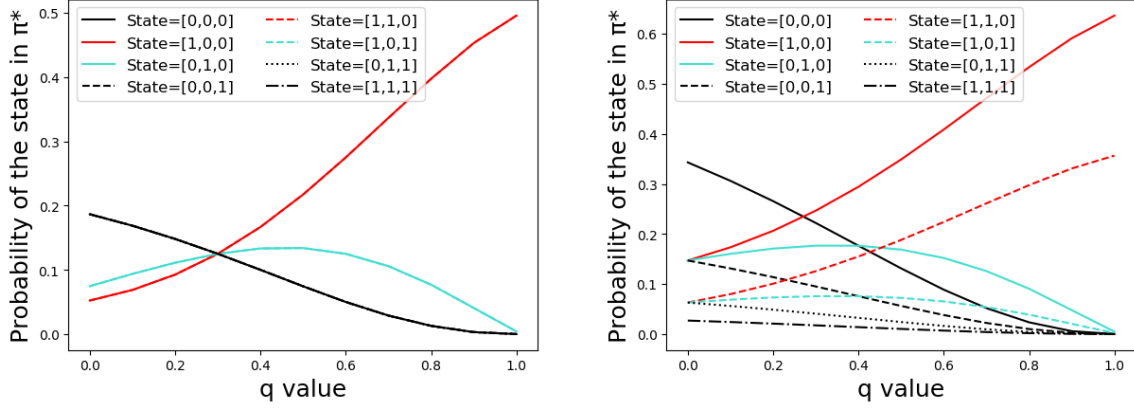 Probability of the state in π*
0.5
0.4
0.3
0.2
0.1
0.0
State=[0,0,0]
State=[1,0,0]
State=[0,1,0]
State=[0,0,1]
State=[1,1,0]
State=[1,0,1]
State=[0,1,1]
State=[1,1,1]
0.0 0.2 0.4 0.6 0.8 1.0
q value
Probability of the state in π*
0.6
0.5
0.4
0.3
0.2
0.1
0.0
State=[0,0,0]
State=[1,0,0]
State=[0,1,0]
State=[0,0,1]
State=[1,1,0]
State=[1,0,1]
State=[0,1,1]
State=[1,1,1]
0.0 0.2 0.4 0.6 0.8 1.0
q value